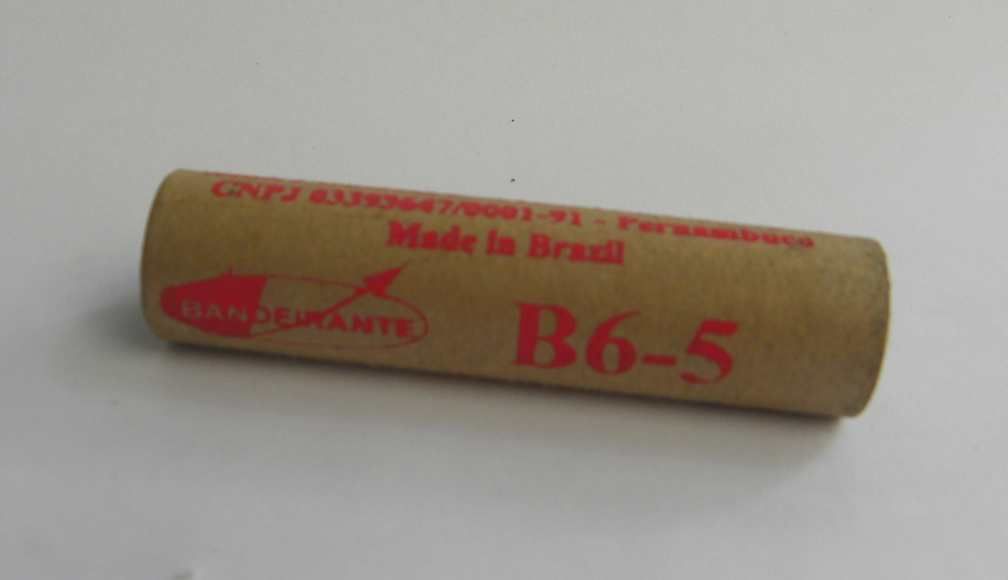 CNPJ 03393647/0001-91 - Pernambuco
Made in Brazil
BANDEIRANTE
B6-5